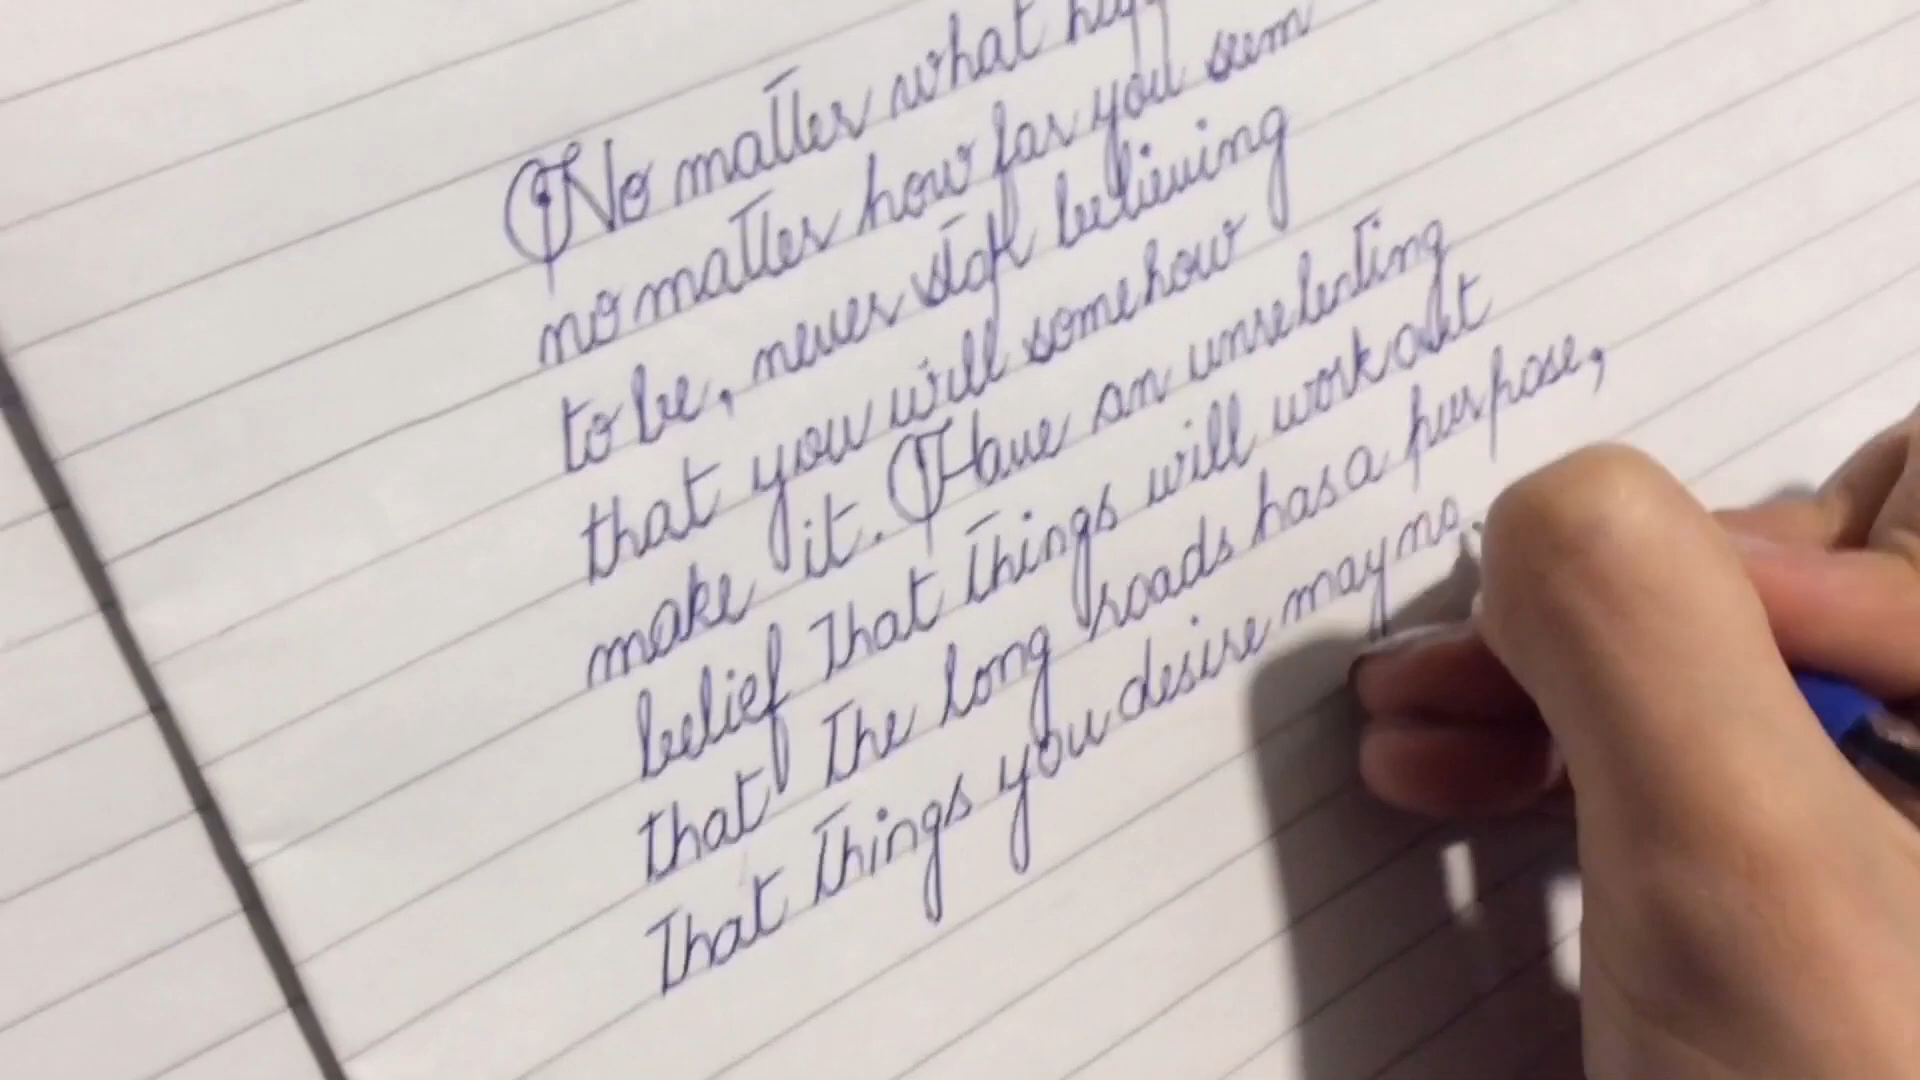 No matter what
no matter how far you seem
to be, never stop believing
that you will somehow
make it. Have an unrelenting
belief that things will work out
that the long roads has a purpose,
that things you desire may